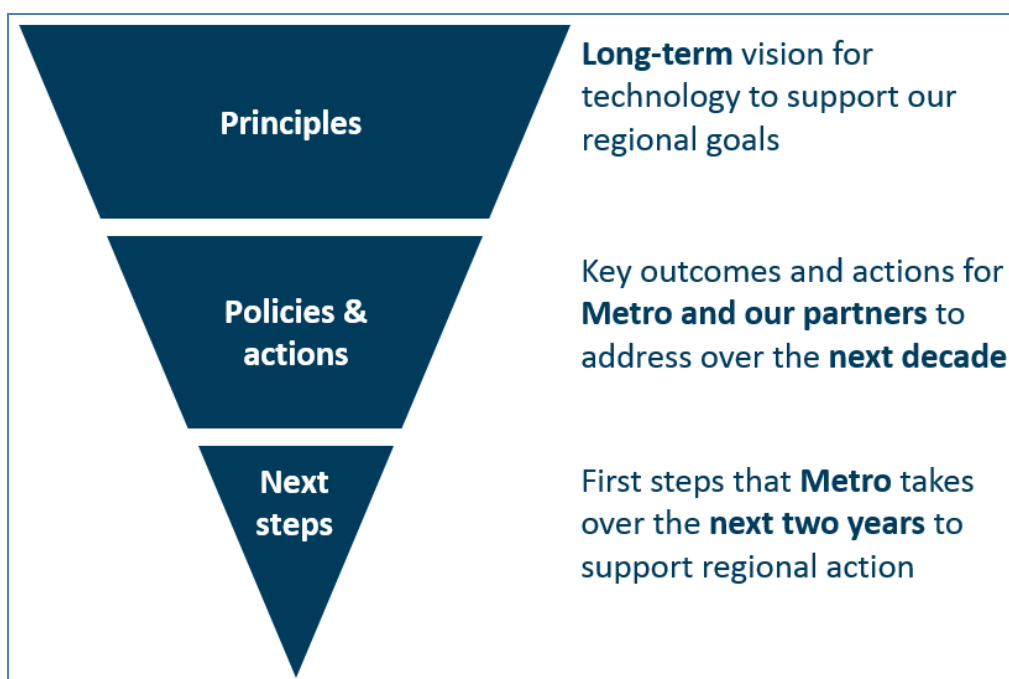 Principles
Long-term vision for
technology to support our
regional goals
Policies &
actions
Key outcomes and actions for
Metro and our partners to
address over the next decade
Next
steps
First steps that Metro takes
over the next two years to
support regional action